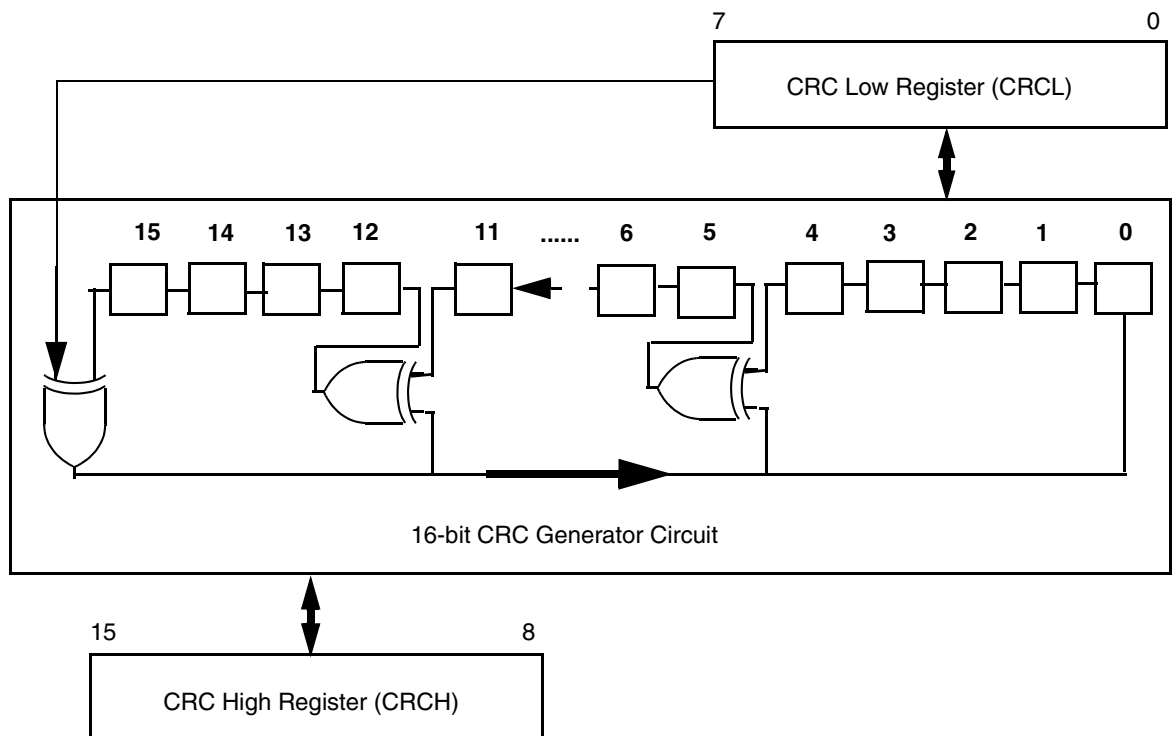 7 0
CRC Low Register (CRCL)
15 14 13 12 11 ...... 6 5 4 3 2 1 0
16-bit CRC Generator Circuit
15 8
CRC High Register (CRCH)